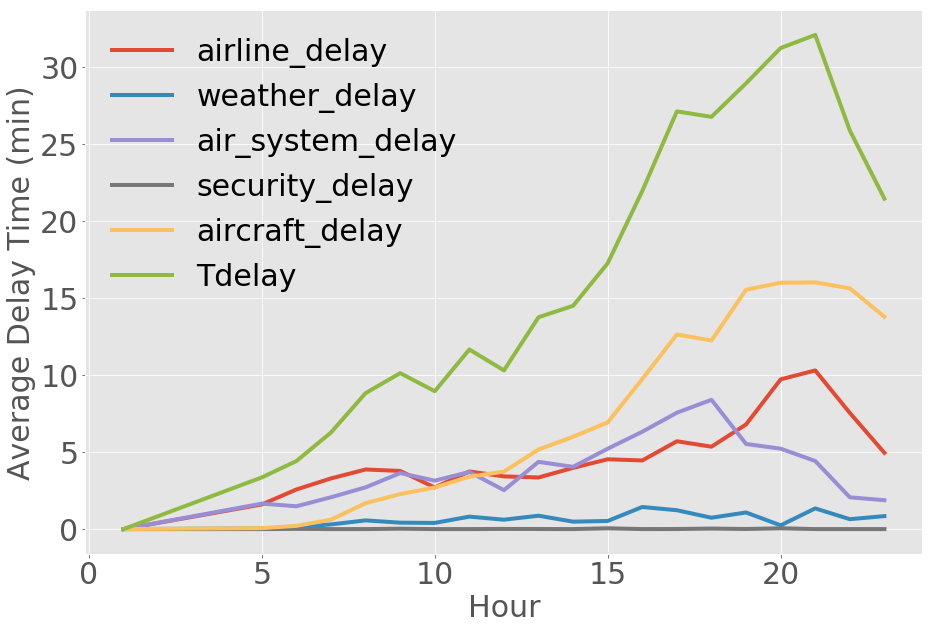 airline_delay
weather_delay
air_system_delay
security_delay
aircraft_delay
Tdelay
Average Delay Time (min)
30
25
20
15
10
5
0
0 5 10 15 20
Hour